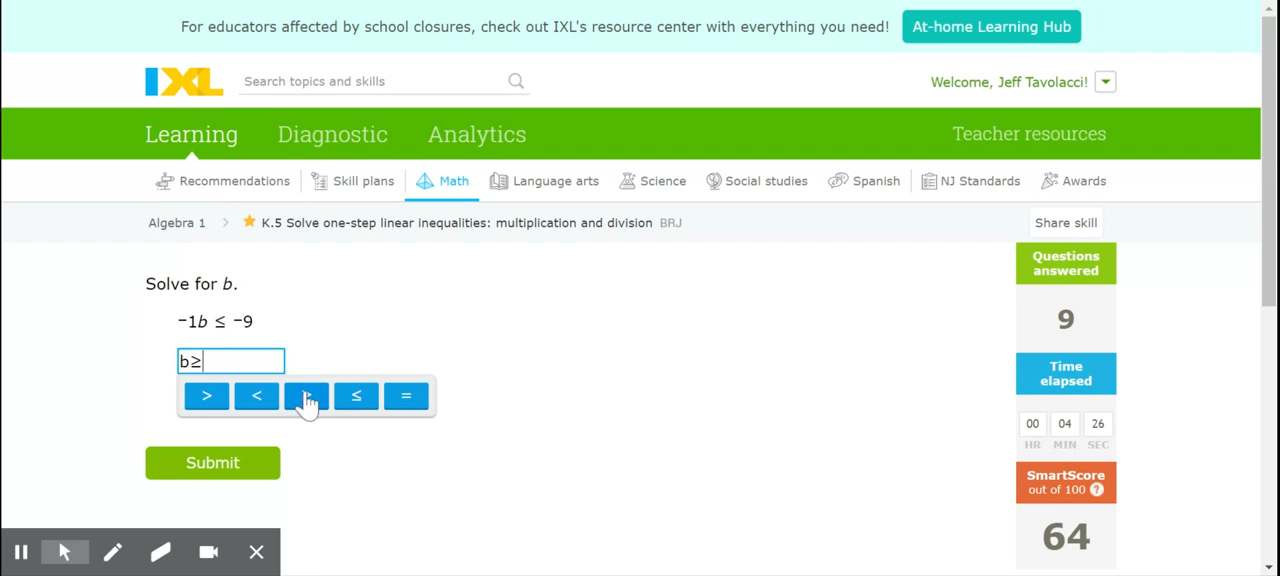 For educators affected by school closures, check out IXL's resource center with everything you need! At-home Learning Hub
IXL Search topics and skills Welcome, Jeff Tavolacci!
Learning Diagnostic Analytics Teacher resources
Recommendations Skill plans Math Language arts Science Social studies Spanish NJ Standards Awards
Algebra 1 > K.5 Solve one-step linear inequalities: multiplication and division BRJ Share skill
Questions
answered
9
Time
elapsed
00 04 26
HR MIN SEC
SmartScore
out of 100 ?
64
Solve for b.
−1b ≤ −9
b≥
> < ≤ =
Submit